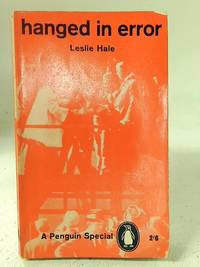 hanged in error
Leslie Hale
A Penguin Special
2'6